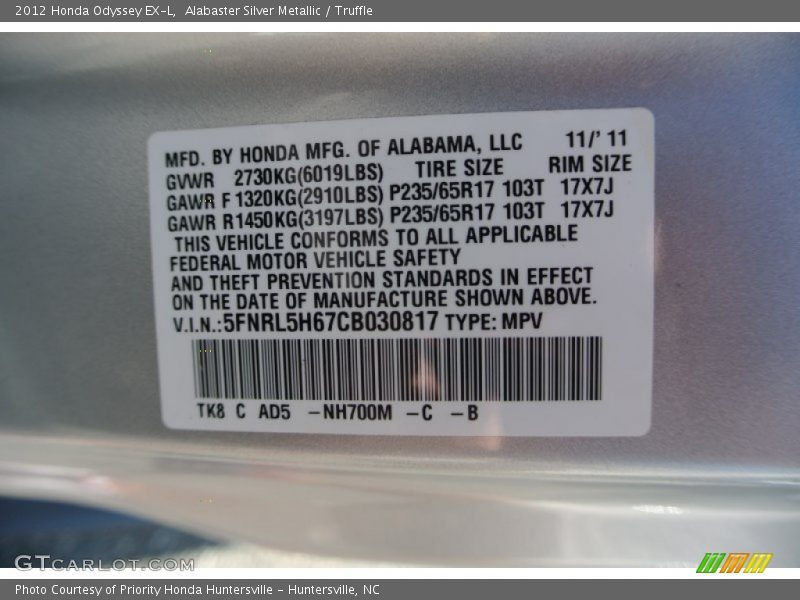 2012 Honda Odyssey EX-L, Alabaster Silver Metallic / Truffle
MFD. BY HONDA MFG. OF ALABAMA, LLC 11/' 11
GVWR 2730KG(6019LBS) TIRE SIZE RIM SIZE
GAWR F 1320KG(2910LBS) P235/65R17 103T 17X7J
GAWR R 1450KG(3197LBS) P235/65R17 103T 17X7J
THIS VEHICLE CONFORMS TO ALL APPLICABLE
FEDERAL MOTOR VEHICLE SAFETY
AND THEFT PREVENTION STANDARDS IN EFFECT
ON THE DATE OF MANUFACTURE SHOWN ABOVE.
V.I.N.:5FNRL5H67CB030817 TYPE: MPV
TK8 C AD5 -NH700M -C -B
GTCARLOT.COM
Photo Courtesy of Priority Honda Huntersville - Huntersville, NC